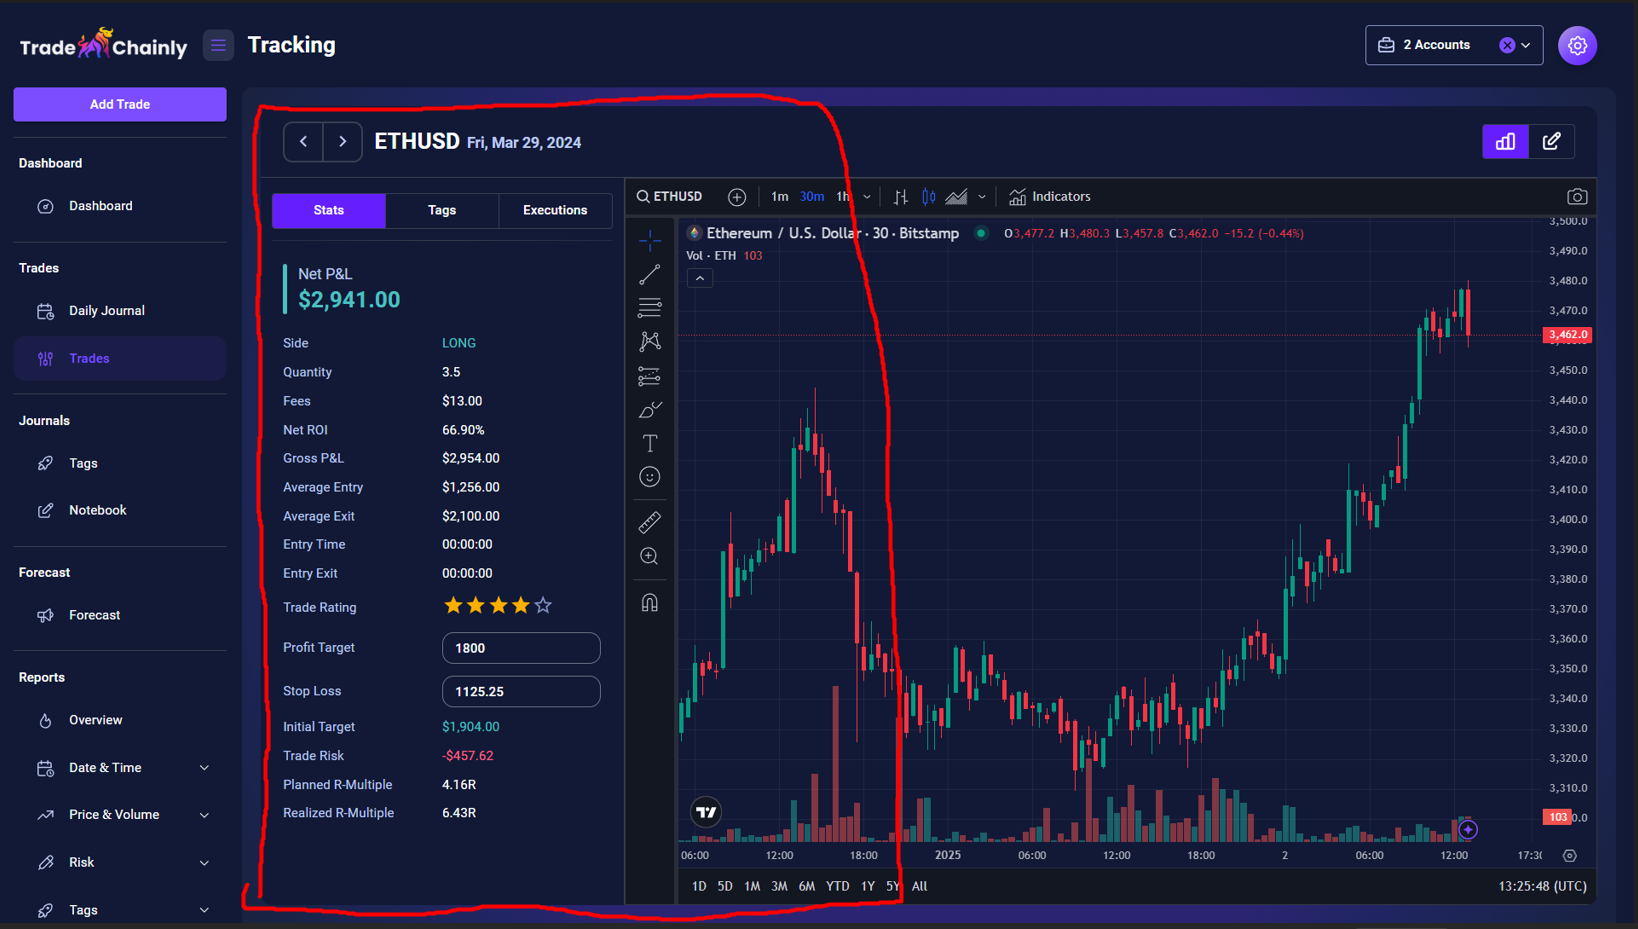 Trade Chainly
Tracking
2 Accounts
Add Trade
Dashboard
Dashboard
Trades
Daily Journal
Trades
Journals
Tags
Notebook
Forecast
Forecast
Reports
Overview
Date & Time
Price & Volume
Risk
Tags
ETHUSD Fri, Mar 29, 2024
Stats Tags Executions
Net P&L
$2,941.00
Side LONG
Quantity 3.5
Fees $13.00
Net ROI 66.90%
Gross P&L $2,954.00
Average Entry $1,256.00
Average Exit $2,100.00
Entry Time 00:00:00
Entry Exit 00:00:00
Trade Rating
Profit Target 1800
Stop Loss 1125.25
Initial Target $1,904.00
Trade Risk -$457.62
Planned R-Multiple 4.16R
Realized R-Multiple 6.43R
ETHUSD 1m 30m 1h Indicators
Ethereum / U.S. Dollar · 30 · Bitstamp O3,477.2 H3,480.3 L3,457.8 C3,462.0 −15.2 (−0.44%)
Vol · ETH 103
3,500.0
3,490.0
3,480.0
3,470.0
3,462.0
3,450.0
3,440.0
3,430.0
3,420.0
3,410.0
3,400.0
3,390.0
3,380.0
3,370.0
3,360.0
3,350.0
3,340.0
3,330.0
3,320.0
3,310.0
103
06:00 12:00 18:00 2025 06:00 12:00 18:00 2 06:00 12:00
1D 5D 1M 3M 6M YTD 1Y 5Y All
13:25:48 (UTC)